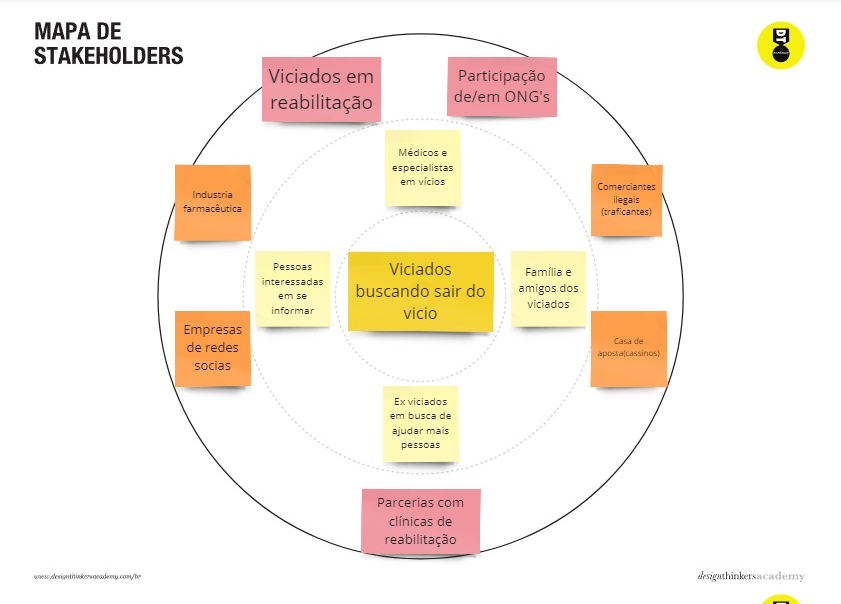 MAPA DE
STAKEHOLDERS
Viciados em
reabilitação
Participação
de/em ONG's
Médicos e
especialistas
em vícios
Industria
farmacêutica
Comerciantes
ilegais
(traficantes)
Pessoas
interessadas
em se
informar
Viciados
buscando sair do
vicio
Família e
amigos dos
viciados
Empresas
de redes
socias
Casa de
aposta(cassinos)
Ex viciados
em busca de
ajudar mais
pessoas
Parcerias com
clínicas de
reabilitação
www.designthinkersacademy.com/br
designthinkersacademy